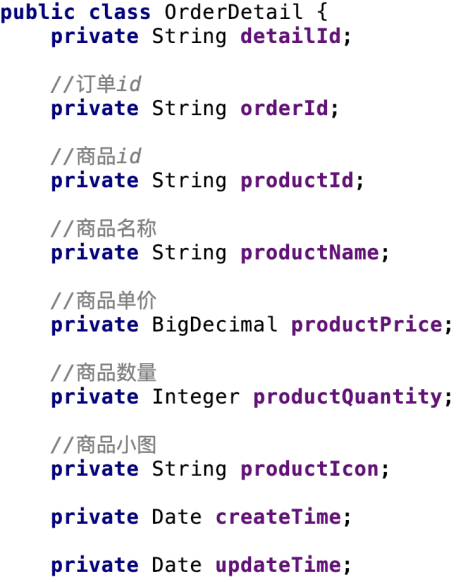 public class OrderDetail {
private String detailId;
//订单id
private String orderId;
//商品id
private String productId;
//商品名称
private String productName;
//商品单价
private BigDecimal productPrice;
//商品数量
private Integer productQuantity;
//商品小图
private String productIcon;
private Date createTime;
private Date updateTime;